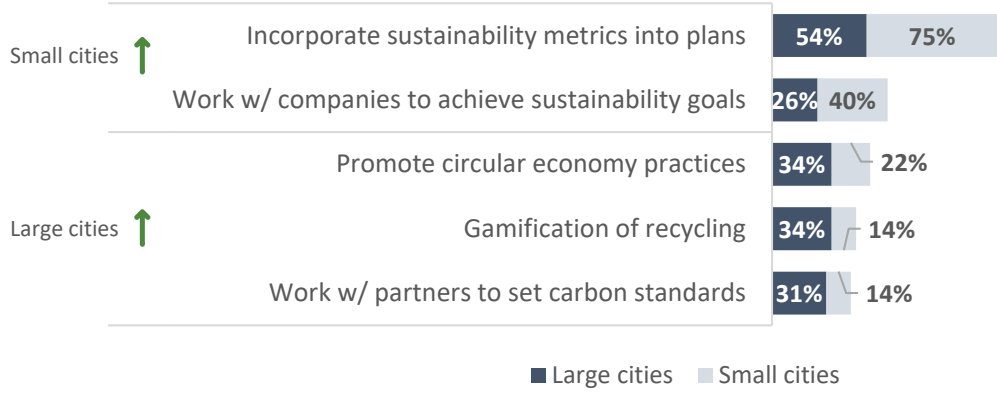 Small cities
Incorporate sustainability metrics into plans 54% 75%
Work w/ companies to achieve sustainability goals 26% 40%
Promote circular economy practices 34% 22%
Large cities
Gamification of recycling 34% 14%
Work w/ partners to set carbon standards 31% 14%
Large cities Small cities